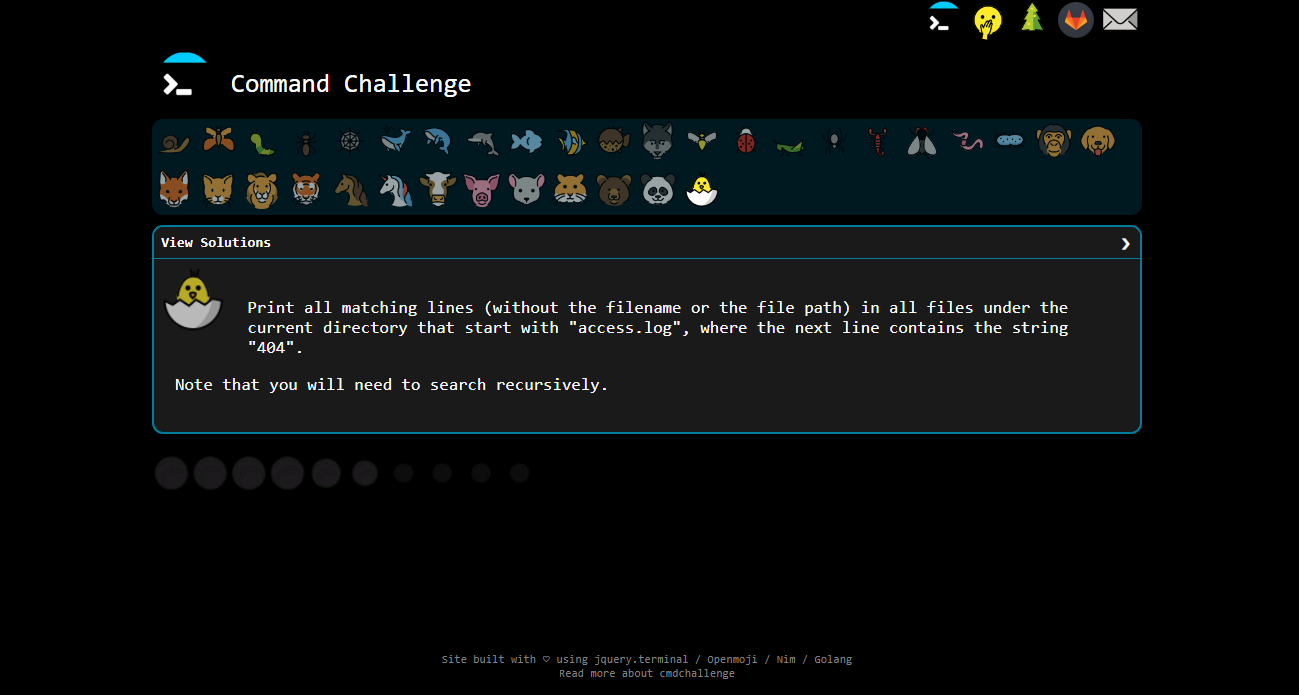 Command Challenge
View Solutions
Print all matching lines (without the filename or the file path) in all files under the
current directory that start with "access.log", where the next line contains the string
"404".
Note that you will need to search recursively.
Site built with ♡ using jquery.terminal / Openmoji / Nim / Golang
Read more about cmdchallenge